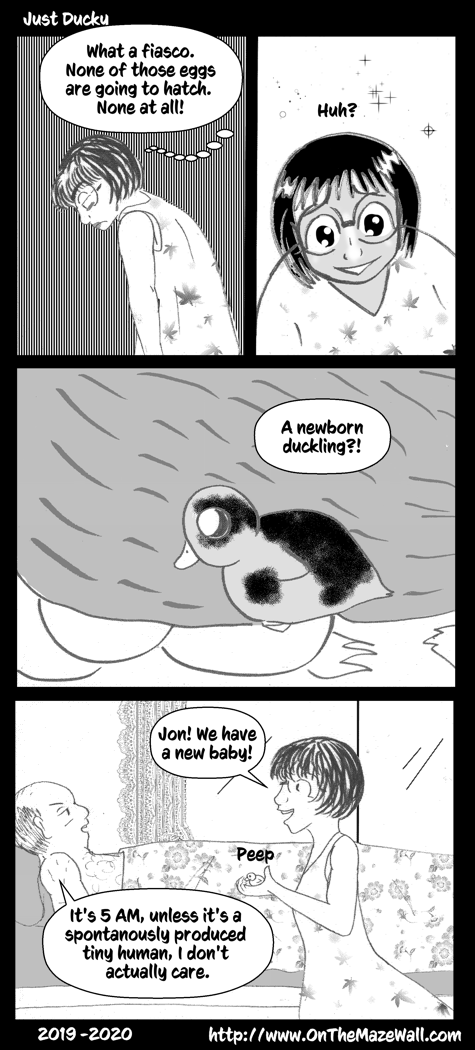 Just Ducky
What a fiasco.
None of those eggs
are going to hatch.
None at all!
Huh?
A newborn
duckling?!
Jon! We have
a new baby!
Peep
It's 5 AM, unless it's a
spontanously produced
tiny human, I don't
actually care.
2019-2020
http://www.OnTheMazeWall.com